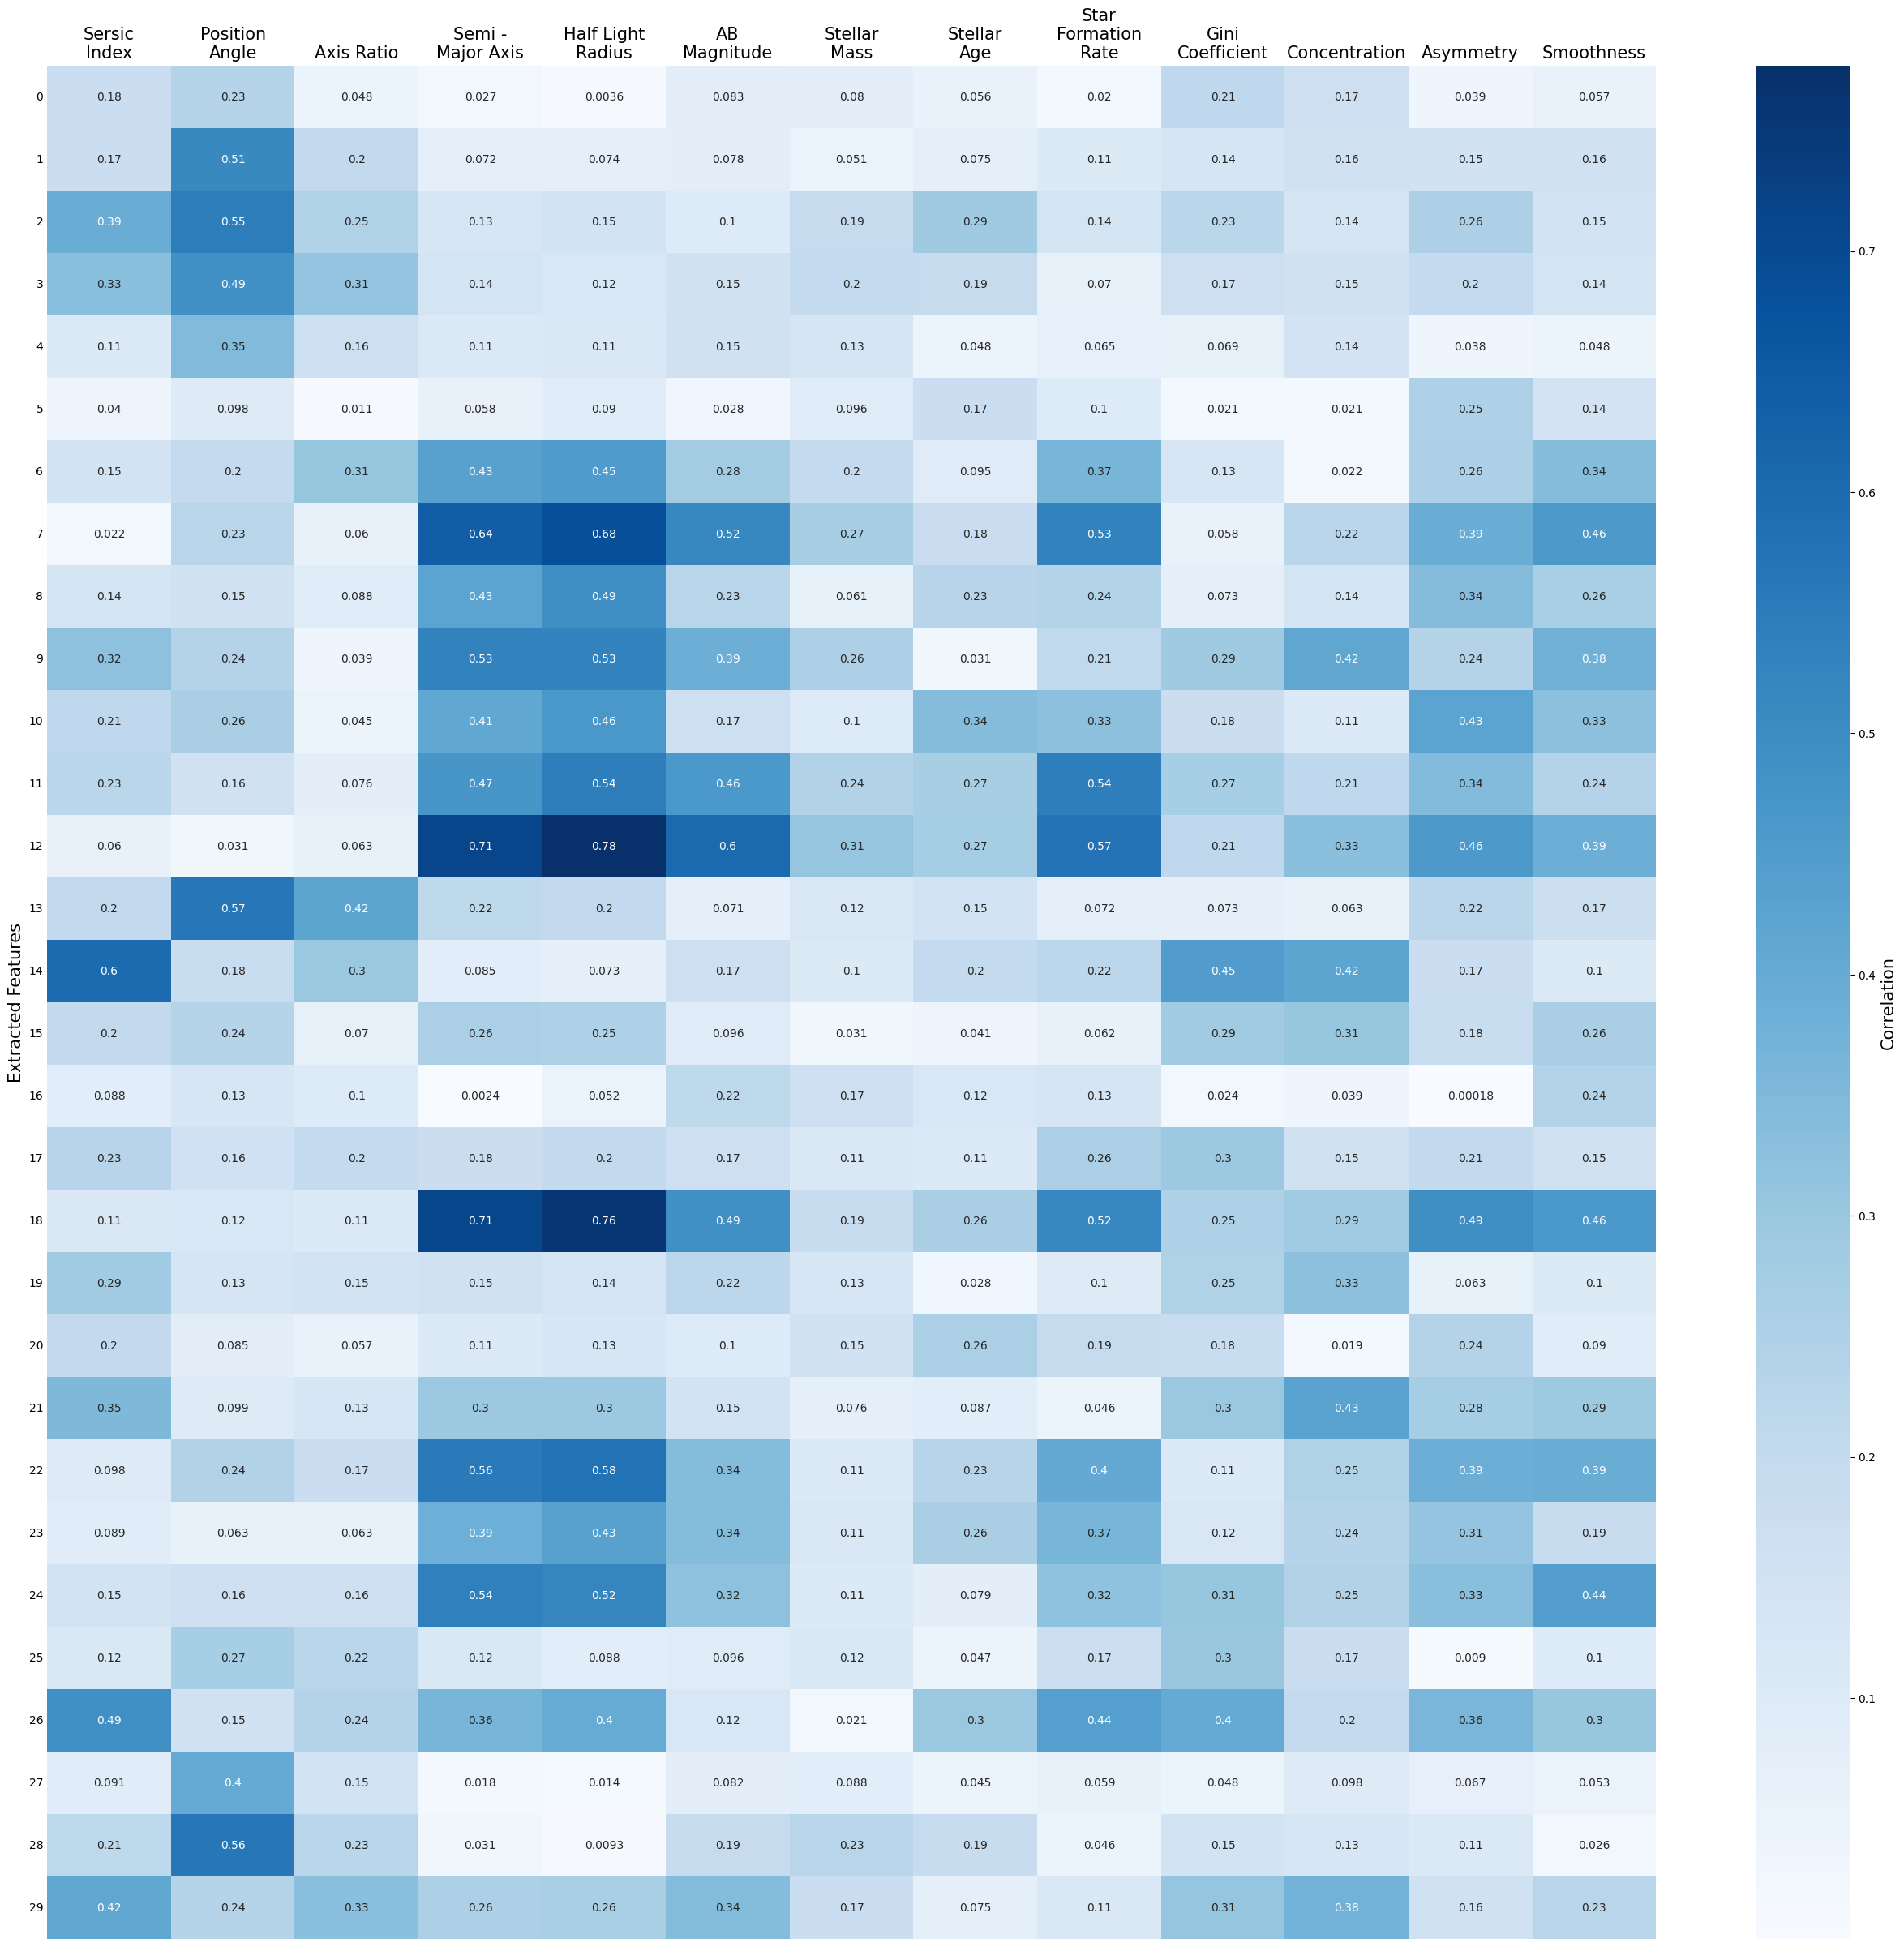 Sersic Index
Position Angle
Axis Ratio
Semi - Major Axis
Half Light Radius
AB Magnitude
Stellar Mass
Stellar Age
Star Formation Rate
Gini Coefficient
Concentration
Asymmetry
Smoothness
0 0.18 0.23 0.048 0.027 0.0036 0.083 0.08 0.056 0.02 0.21 0.17 0.039 0.057
1 0.17 0.51 0.2 0.072 0.074 0.078 0.051 0.075 0.11 0.14 0.16 0.15 0.16
2 0.39 0.55 0.25 0.13 0.15 0.1 0.19 0.29 0.14 0.23 0.14 0.26 0.15
3 0.33 0.49 0.31 0.14 0.12 0.15 0.2 0.19 0.07 0.17 0.15 0.2 0.14
4 0.11 0.35 0.16 0.11 0.11 0.15 0.13 0.048 0.065 0.069 0.14 0.038 0.048
5 0.04 0.098 0.011 0.058 0.09 0.028 0.096 0.17 0.1 0.021 0.021 0.25 0.14
6 0.15 0.2 0.31 0.43 0.45 0.28 0.2 0.095 0.37 0.13 0.022 0.26 0.34
7 0.022 0.23 0.06 0.64 0.68 0.52 0.27 0.18 0.53 0.058 0.22 0.39 0.46
8 0.14 0.15 0.088 0.43 0.49 0.23 0.061 0.23 0.24 0.073 0.14 0.34 0.26
9 0.32 0.24 0.039 0.53 0.53 0.39 0.26 0.031 0.21 0.29 0.42 0.24 0.38
10 0.21 0.26 0.045 0.41 0.46 0.17 0.1 0.34 0.33 0.18 0.11 0.43 0.33
11 0.23 0.16 0.076 0.47 0.54 0.46 0.24 0.27 0.54 0.27 0.21 0.34 0.24
12 0.06 0.031 0.063 0.71 0.78 0.6 0.31 0.27 0.57 0.21 0.33 0.46 0.39
13 0.2 0.57 0.42 0.22 0.2 0.071 0.12 0.15 0.072 0.073 0.063 0.22 0.17
14 0.6 0.18 0.3 0.085 0.073 0.17 0.1 0.2 0.22 0.45 0.42 0.17 0.1
15 0.2 0.24 0.07 0.26 0.25 0.096 0.031 0.041 0.062 0.29 0.31 0.18 0.26
16 0.088 0.13 0.1 0.0024 0.052 0.22 0.17 0.12 0.13 0.024 0.039 0.00018 0.24
17 0.23 0.16 0.2 0.18 0.2 0.17 0.11 0.11 0.26 0.3 0.15 0.21 0.15
18 0.11 0.12 0.11 0.71 0.76 0.49 0.19 0.26 0.52 0.25 0.29 0.49 0.46
19 0.29 0.13 0.15 0.15 0.14 0.22 0.13 0.028 0.1 0.25 0.33 0.063 0.1
20 0.2 0.085 0.057 0.11 0.13 0.1 0.15 0.26 0.19 0.18 0.019 0.24 0.09
21 0.35 0.099 0.13 0.3 0.3 0.15 0.076 0.087 0.046 0.3 0.43 0.28 0.29
22 0.098 0.24 0.17 0.56 0.58 0.34 0.11 0.23 0.4 0.11 0.25 0.39 0.39
23 0.089 0.063 0.063 0.39 0.43 0.34 0.11 0.26 0.37 0.12 0.24 0.31 0.19
24 0.15 0.16 0.16 0.54 0.52 0.32 0.11 0.079 0.32 0.31 0.25 0.33 0.44
25 0.12 0.27 0.22 0.12 0.088 0.096 0.12 0.047 0.17 0.3 0.17 0.009 0.1
26 0.49 0.15 0.24 0.36 0.4 0.12 0.021 0.3 0.44 0.4 0.2 0.36 0.3
27 0.091 0.4 0.15 0.018 0.014 0.082 0.088 0.045 0.059 0.048 0.098 0.067 0.053
28 0.21 0.56 0.23 0.031 0.0093 0.19 0.23 0.19 0.046 0.15 0.13 0.11 0.026
29 0.42 0.24 0.33 0.26 0.26 0.34 0.17 0.075 0.11 0.31 0.38 0.16 0.23
Extracted Features
0.7
0.6
0.5
0.4
0.3
0.2
0.1
Correlation